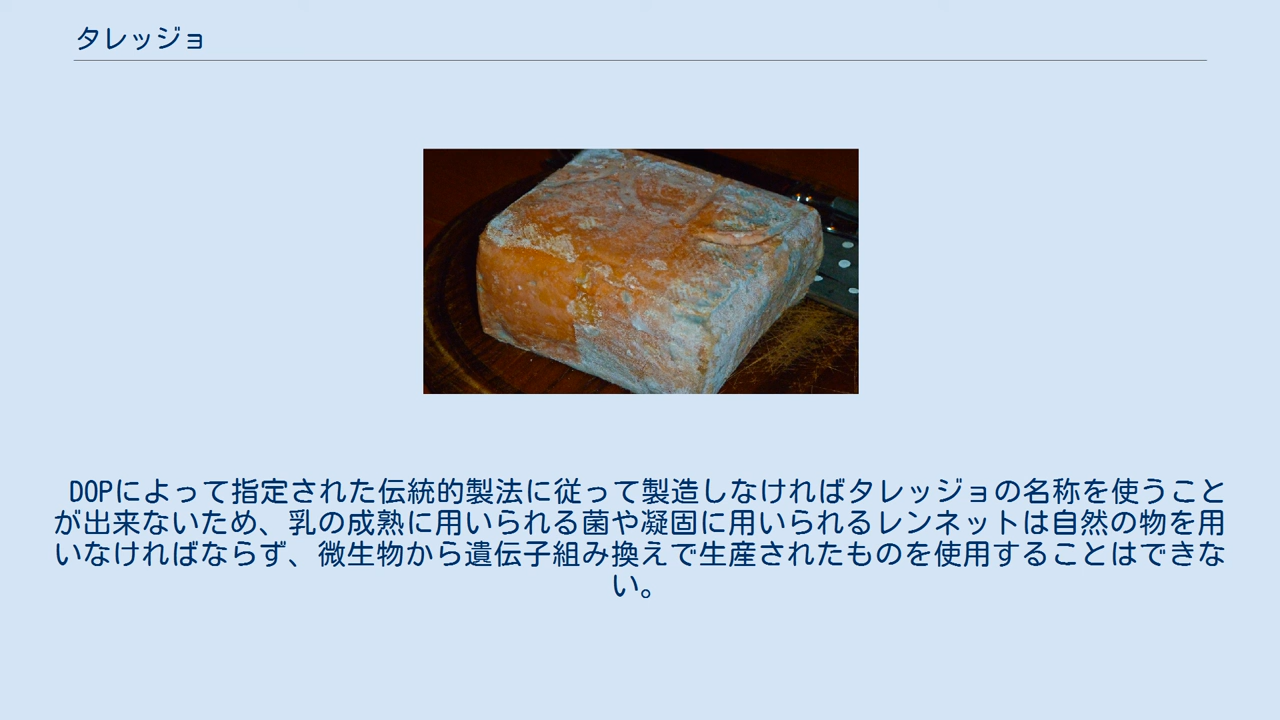 タレッジョ
DOPによって指定された伝統的製法に従って製造しなければタレッジョの名称を使うこと
が出来ないため、乳の成熟に用いられる菌や凝固に用いられるレンネットは自然の物を用
いなければならず、微生物から遺伝子組み換えで生産されたものを使用することはできな
い。